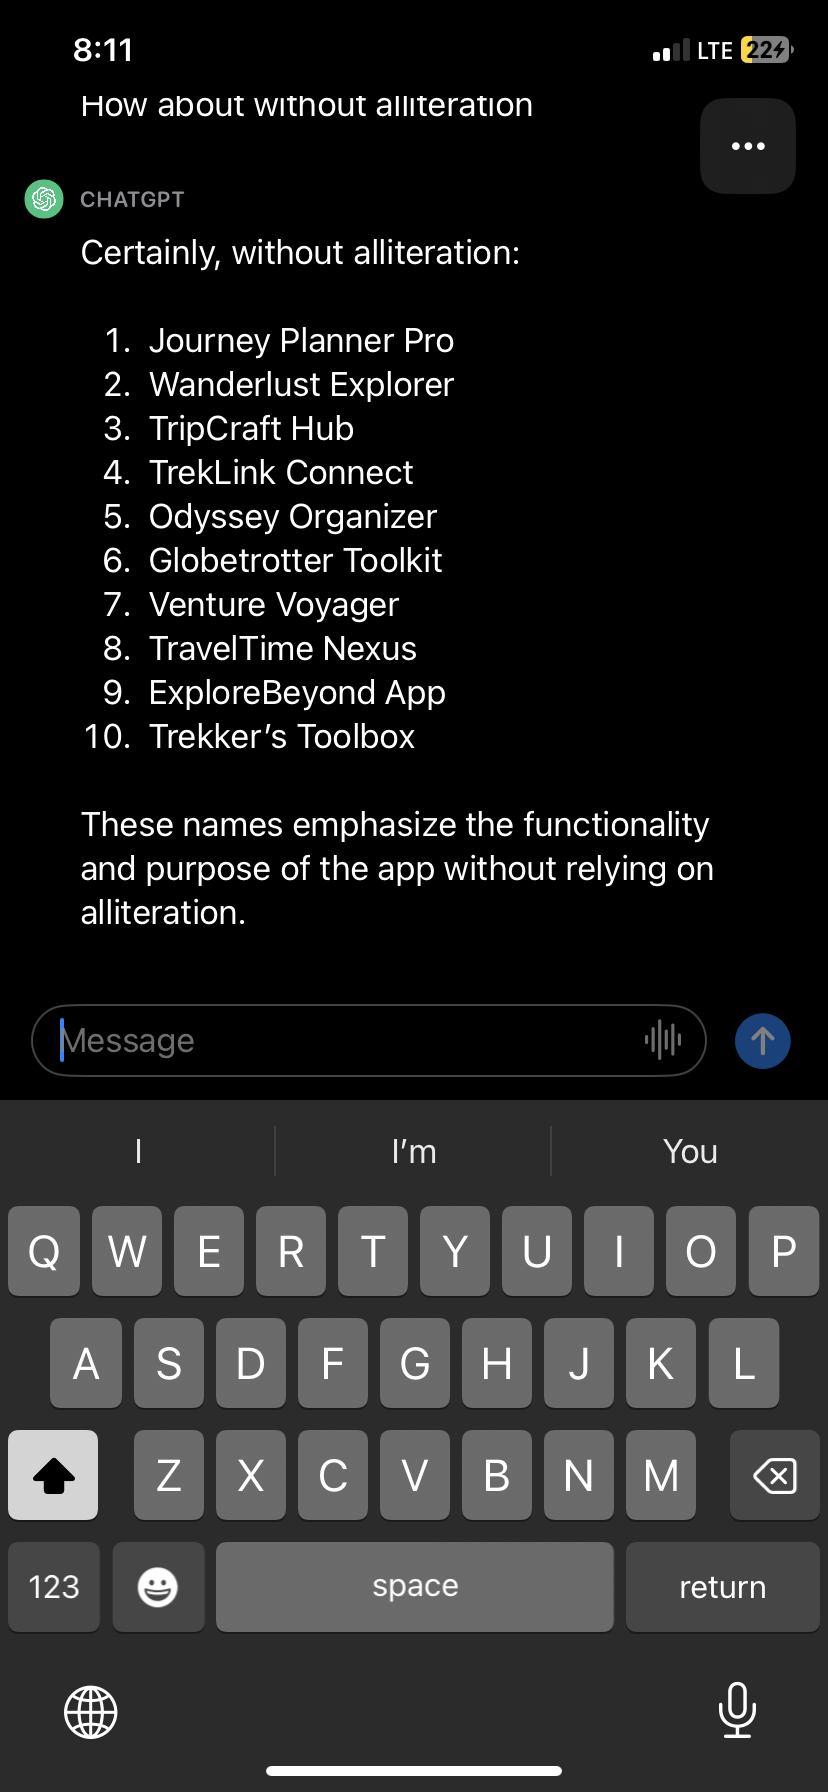 8:11
LTE 22
How about without alliteration
CHATGPT
Certainly, without alliteration:
1. Journey Planner Pro
2. Wanderlust Explorer
3. TripCraft Hub
4. TrekLink Connect
5. Odyssey Organizer
6. Globetrotter Toolkit
7. Venture Voyager
8. TravelTime Nexus
9. ExploreBeyond App
10. Trekker’s Toolbox
These names emphasize the functionality
and purpose of the app without relying on
alliteration.
Message
I I’m You
Q W E R T Y U I O P
A S D F G H J K L
Z X C V B N M
123 space return